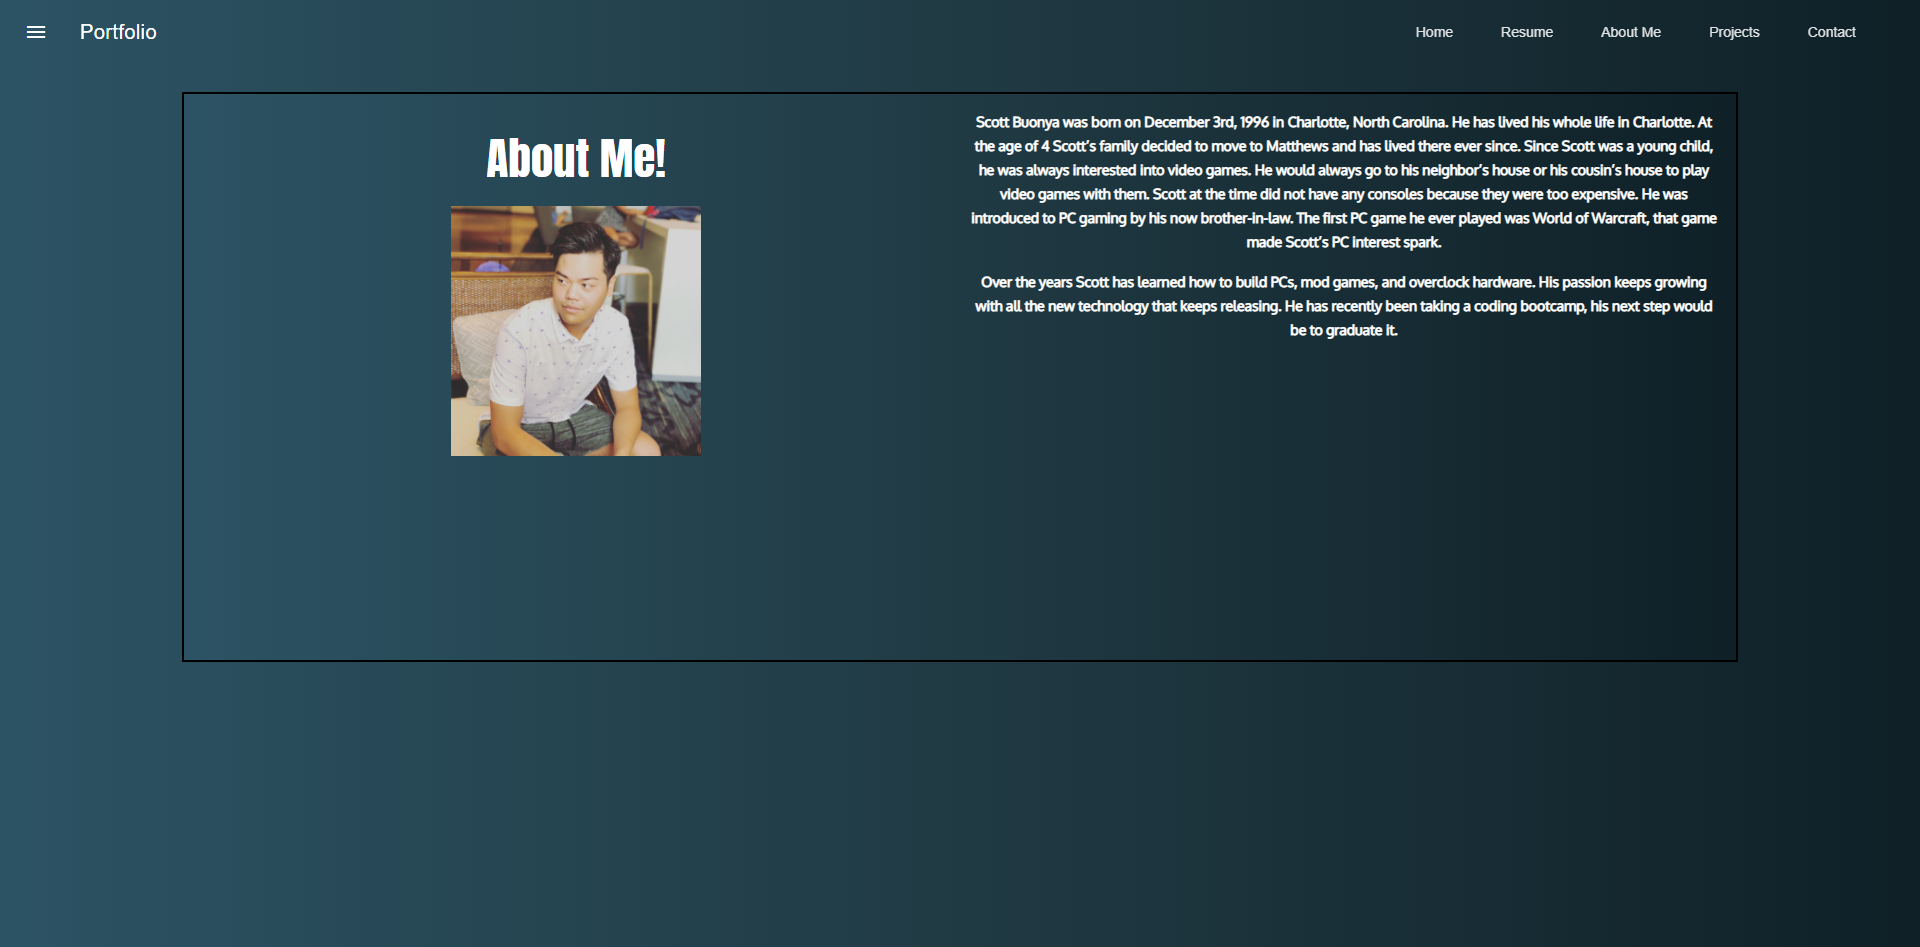 Portfolio
Home Resume About Me Projects Contact
About Me!
Scott Buonya was born on December 3rd, 1996 in Charlotte, North Carolina. He has lived his whole life in Charlotte. At
the age of 4 Scott’s family decided to move to Matthews and has lived there ever since. Since Scott was a young child,
he was always interested into video games. He would always go to his neighbor’s house or his cousin’s house to play
video games with them. Scott at the time did not have any consoles because they were too expensive. He was
introduced to PC gaming by his now brother-in-law. The first PC game he ever played was World of Warcraft, that game
made Scott’s PC interest spark.
Over the years Scott has learned how to build PCs, mod games, and overclock hardware. His passion keeps growing
with all the new technology that keeps releasing. He has recently been taking a coding bootcamp, his next step would
be to graduate it.